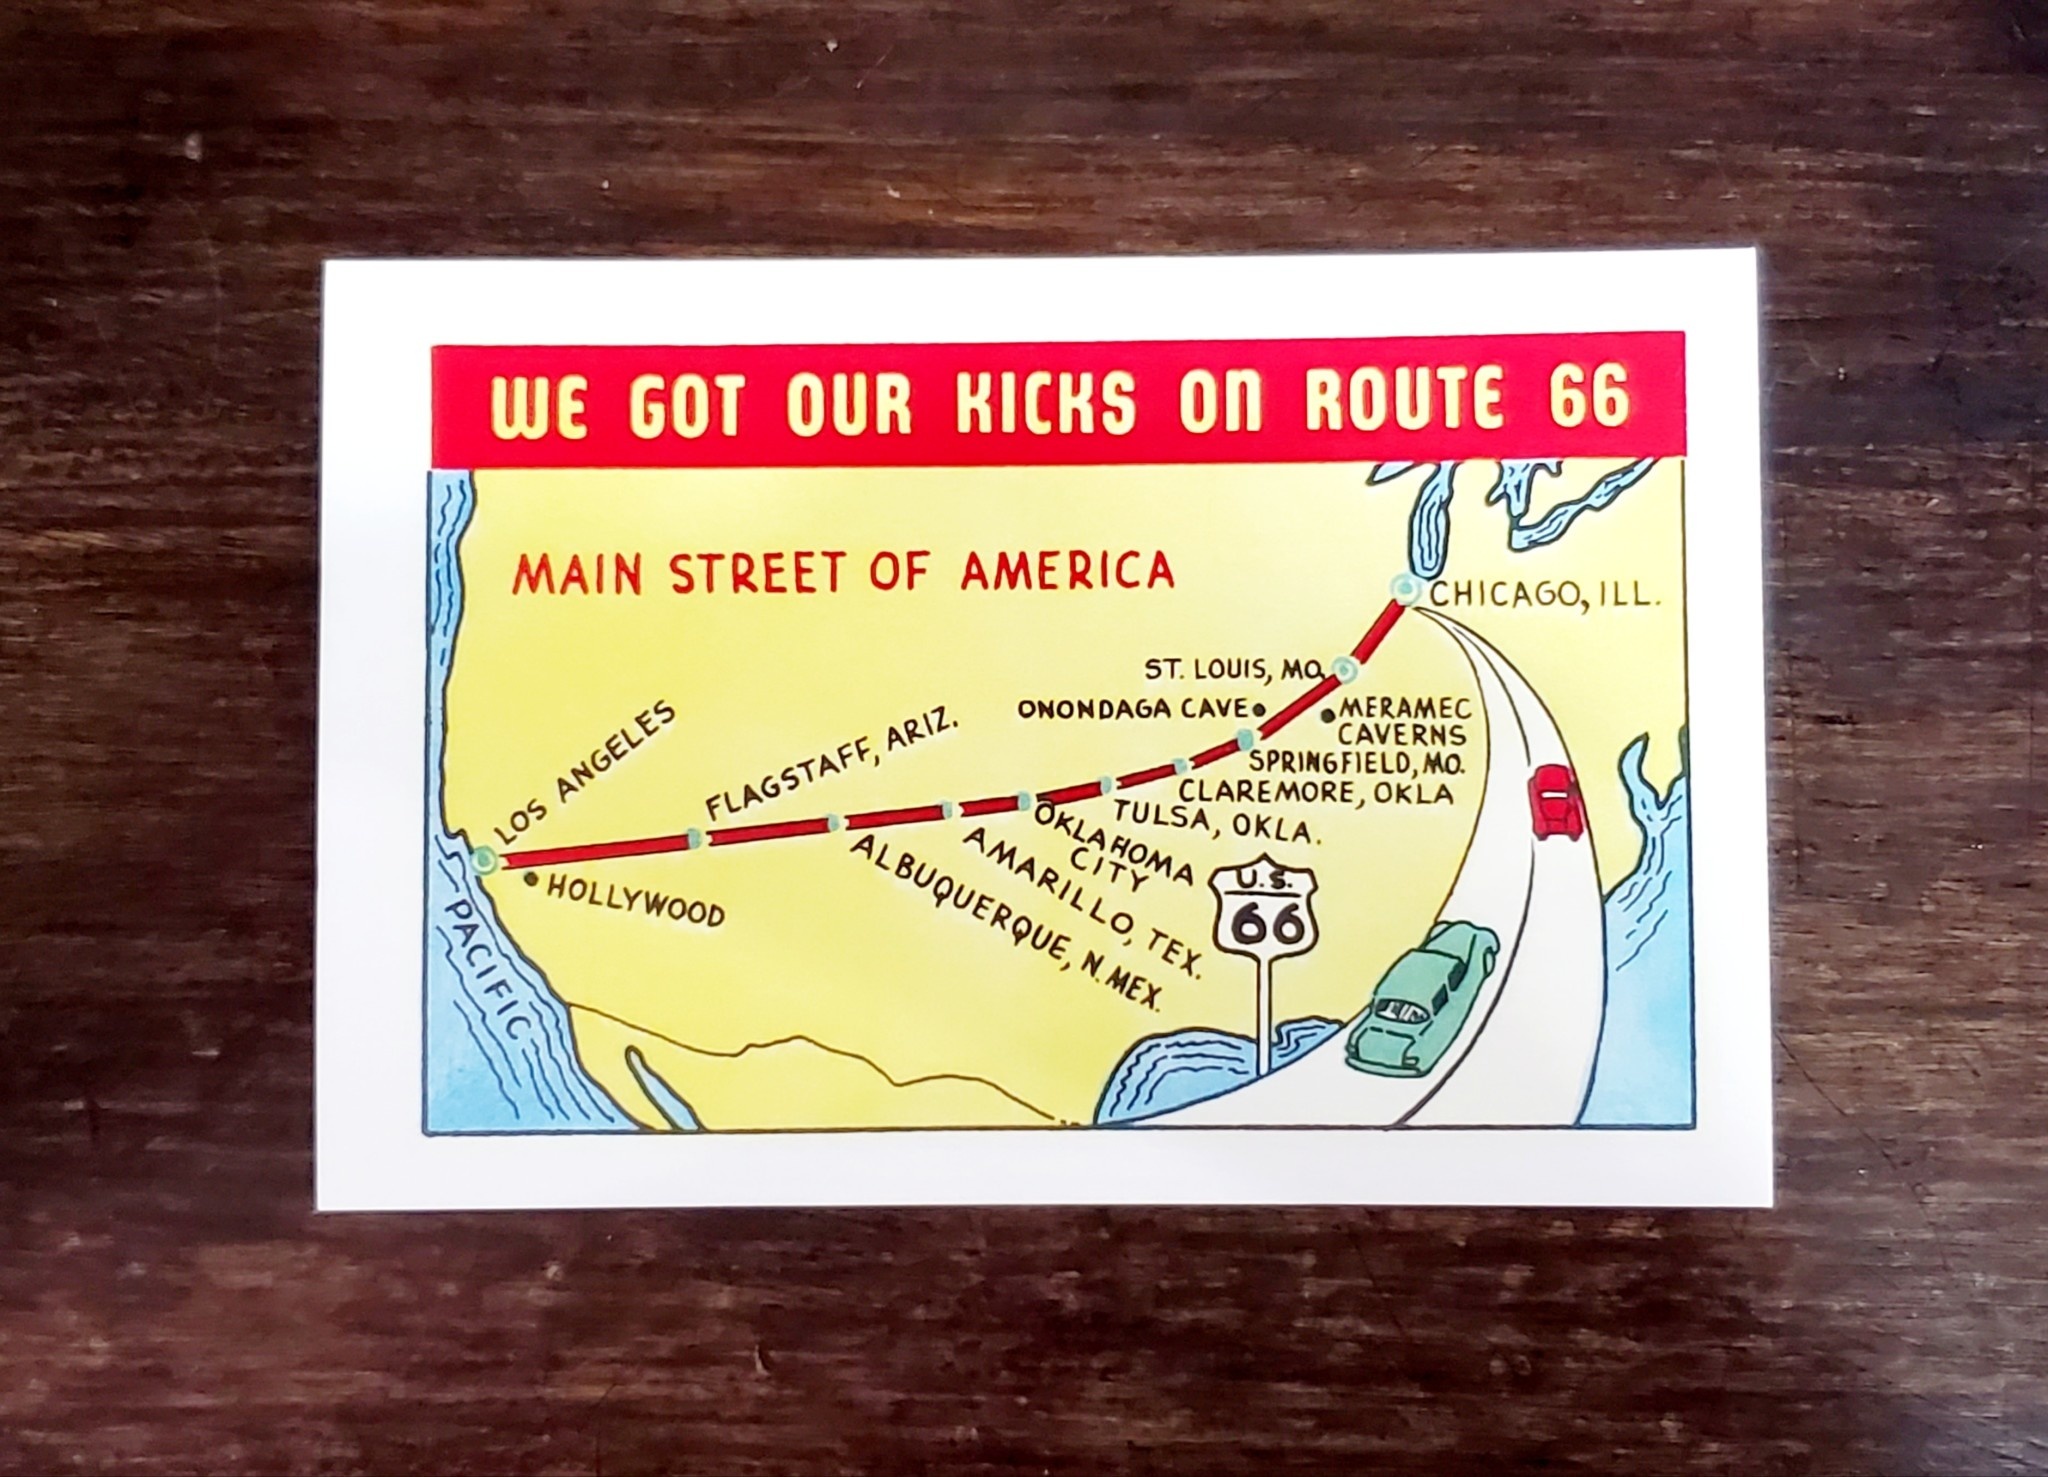 WE GOT OUR KICKS ON ROUTE 66
MAIN STREET OF AMERICA
CHICAGO, ILL.
ST. LOUIS, MO.
ONONDAGA CAVE
MERAMEC
CAVERNS
SPRINGFIELD, MO.
CLAREMORE, OKLA
TULSA, OKLA.
OKLAHOMA
CITY
AMARILLO, TEX.
ALBUQUERQUE, N. MEX.
FLAGSTAFF, ARIZ.
LOS ANGELES
HOLLYWOOD
PACIFIC
U.S.
66